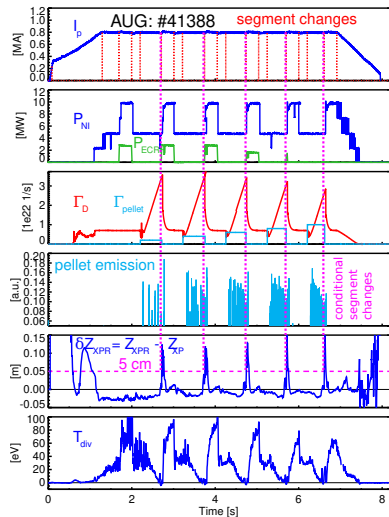 AUG: #41388
segment changes
I_p
[MA]
1.2
1.0
0.8
0.6
0.4
0.2
0.0
P_NI
P_ECR
[MW]
12
10
8
6
4
2
0
Γ_D
Γ_pellet
[1e22 1/s]
3
2
1
0
pellet emission
[a.u.]
0.20
0.18
0.16
0.14
0.12
0.10
0.08
0.06
conditional
segment
changes
δZ_XPR = Z_XPR - Z_XP
5 cm
[m]
0.15
0.10
0.05
0.00
-0.05
T_div
[eV]
100
80
60
40
20
0
0 2 4 6 8
Time [s]